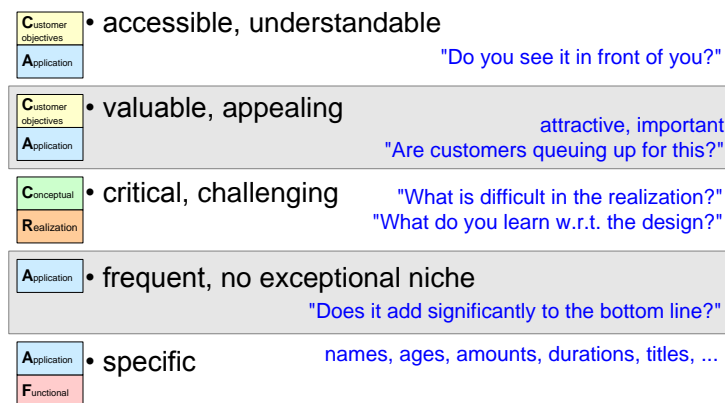 Customer
objectives
Application
• accessible, understandable
"Do you see it in front of you?"
Customer
objectives
Application
• valuable, appealing
attractive, important
"Are customers queuing up for this?"
Conceptual
Realization
• critical, challenging
"What is difficult in the realization?"
"What do you learn w.r.t. the design?"
Application
• frequent, no exceptional niche
"Does it add significantly to the bottom line?"
Application
Functional
• specific
names, ages, amounts, durations, titles, ...